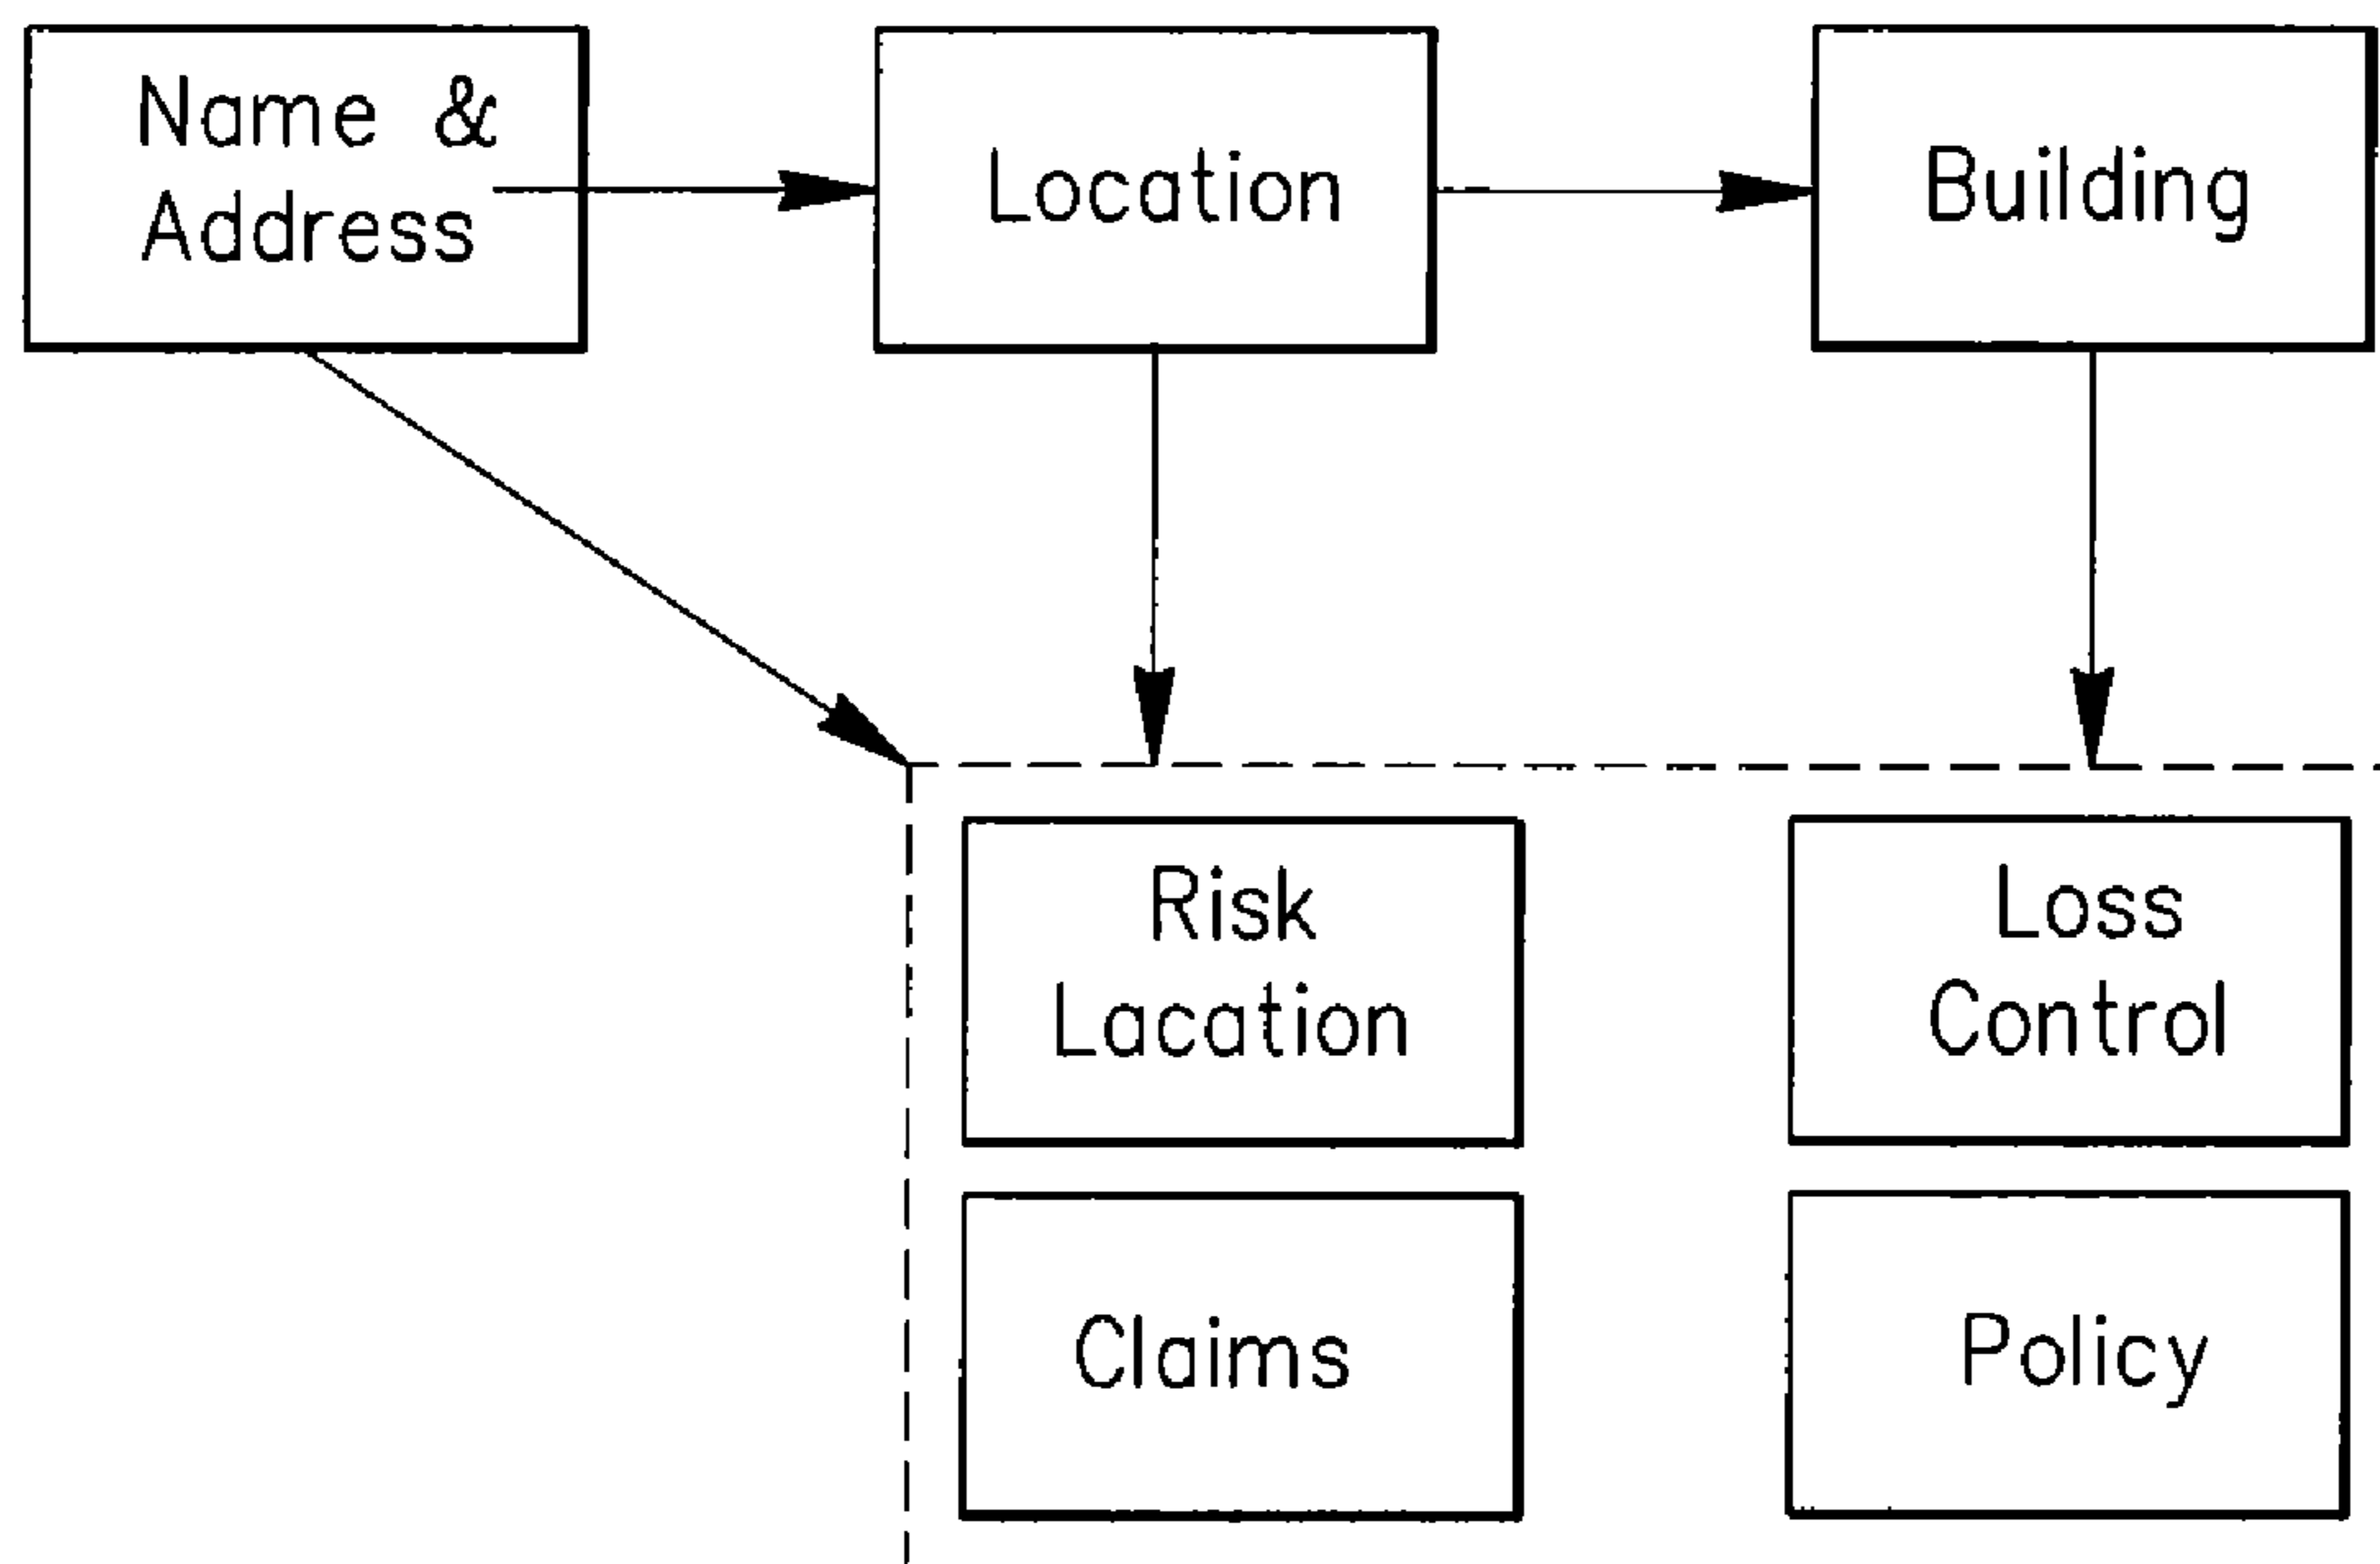 Name &
Address
Location
Building
Risk
Lacation
Loss
Control
Claims
Policy